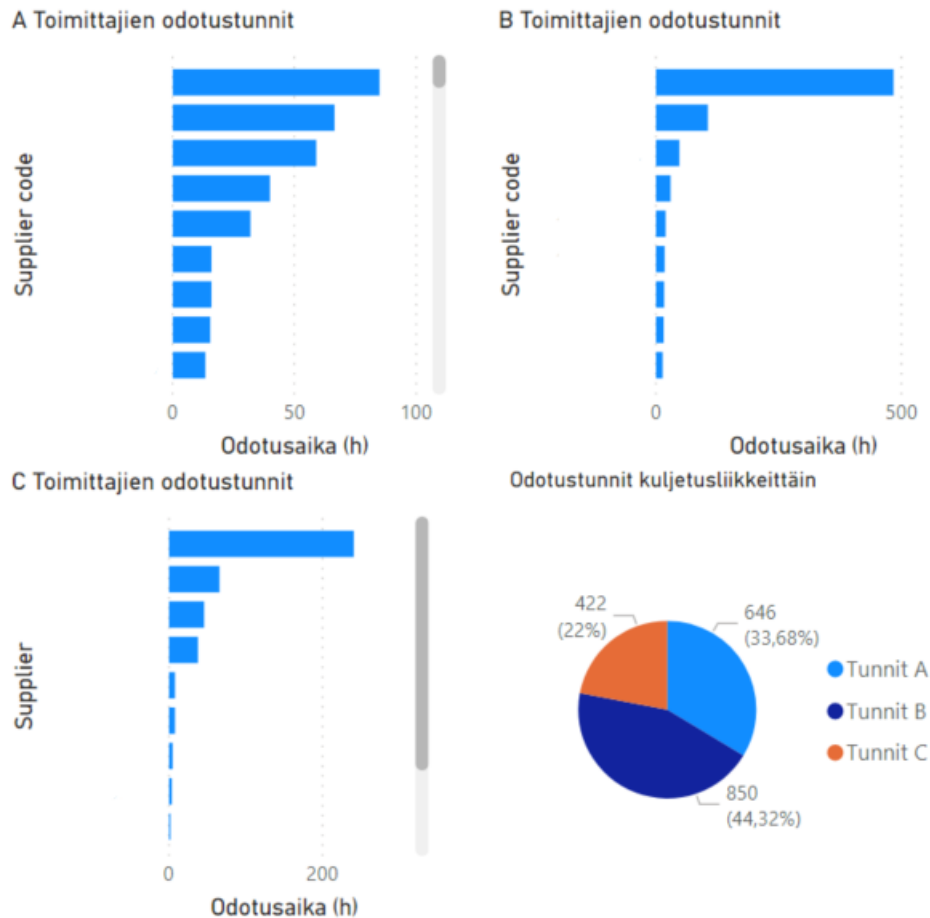 A Toimittajien odotustunnit
Supplier code
0
50
100
Odotusaika (h)
B Toimittajien odotustunnit
Supplier code
0
500
Odotusaika (h)
C Toimittajien odotustunnit
Supplier
0
200
Odotusaika (h)
Odotustunnit kuljetusliikkeittäin
422
(22%)
646
(33,68%)
850
(44,32%)
Tunnit A
Tunnit B
Tunnit C